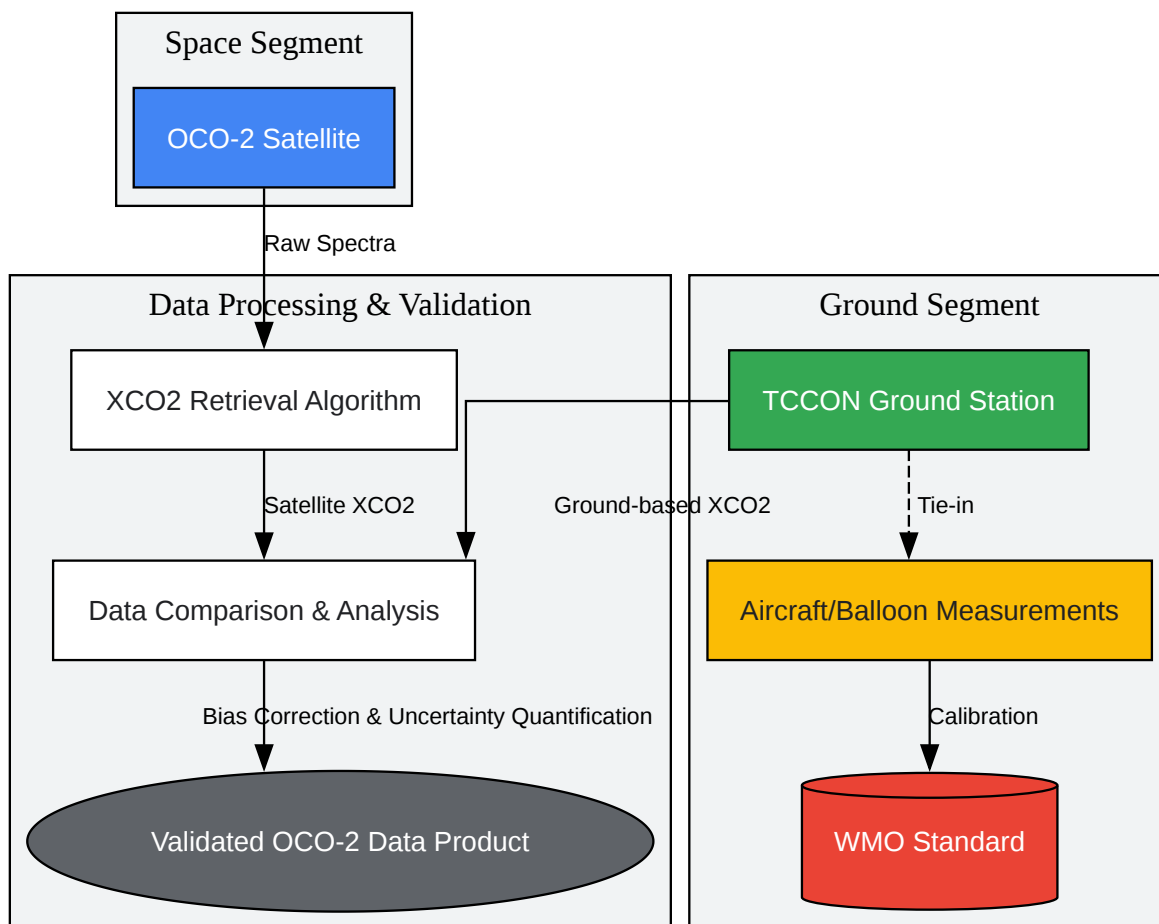 Space Segment
OCO-2 Satellite
Raw Spectra
Data Processing & Validation
Ground Segment
XCO2 Retrieval Algorithm
TCCON Ground Station
Satellite XCO2
Ground-based XCO2
Tie-in
Data Comparison & Analysis
Aircraft/Balloon Measurements
Bias Correction & Uncertainty Quantification
Calibration
Validated OCO-2 Data Product
WMO Standard